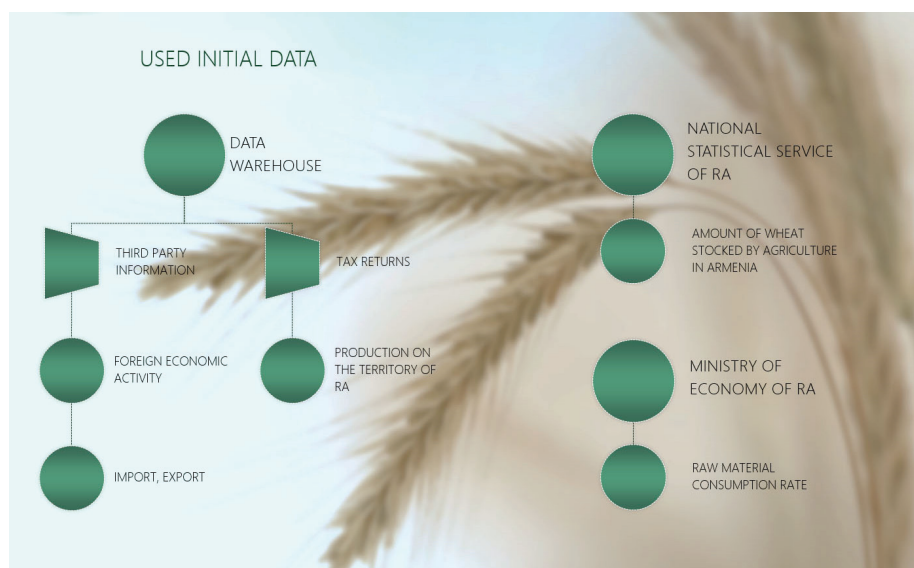 USED INITIAL DATA
DATA
WAREHOUSE
THIRD PARTY
INFORMATION
TAX RETURNS
FOREIGN ECONOMIC
ACTIVITY
PRODUCTION ON
THE TERRITORY OF
RA
IMPORT, EXPORT
NATIONAL
STATISTICAL SERVICE
OF RA
AMOUNT OF WHEAT
STOCKED BY AGRICULTURE
IN ARMENIA
MINISTRY OF
ECONOMY OF RA
RAW MATERIAL
CONSUMPTION RATE